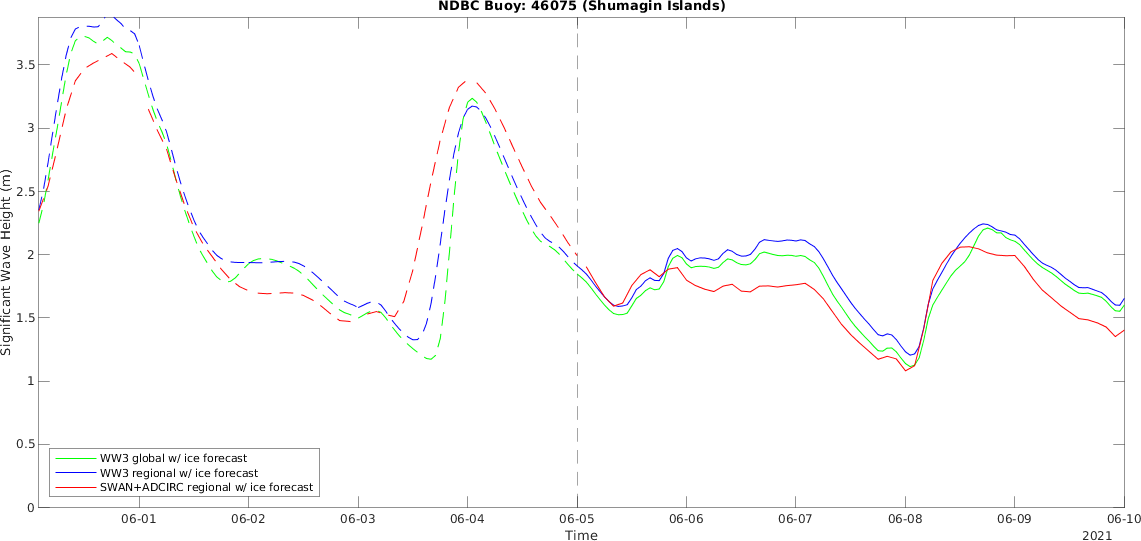 NDBC Buoy: 46075 (Shumagin Islands)
3.5
3
2.5
2
1.5
1
0.5
0
Significant Wave Height (m)
WW3 global w/ ice forecast
WW3 regional w/ ice forecast
SWAN+ADCIRC regional w/ ice forecast
06-01 06-02 06-03 06-04 06-05 06-06 06-07 06-08 06-09 06-10
Time
2021